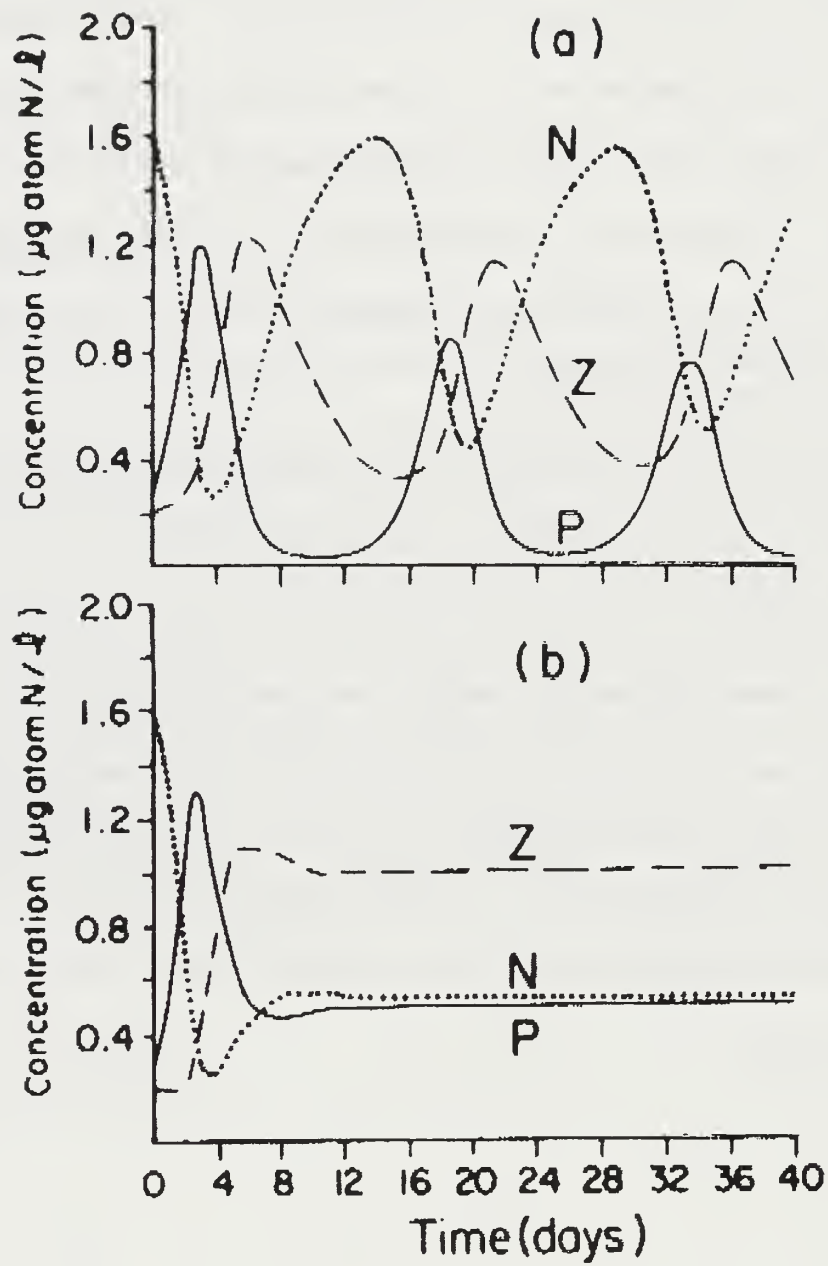 (a)
Concentration (µg atom N/ℓ)
2.0
1.6
1.2
0.8
0.4
N
Z
P
(b)
Concentration (µg atom N/ℓ)
2.0
1.6
1.2
0.8
0.4
Z
N
P
0 4 8 12 16 20 24 28 32 36 40
Time (days)